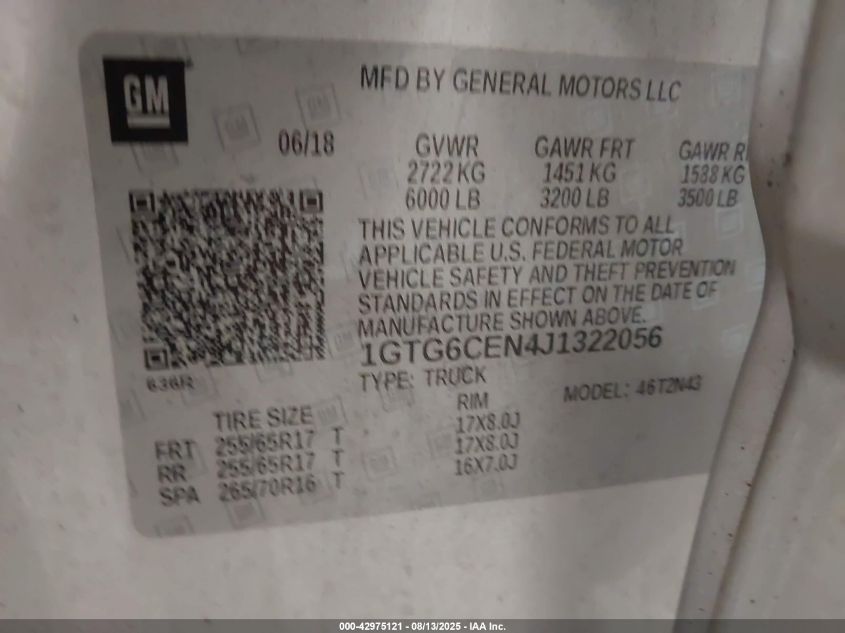 GM
MFD BY GENERAL MOTORS LLC
06/18 GVWR GAWR FRT GAWR
2722 KG 1451 KG 1588 KG
6000 LB 3200 LB 3500 LB
THIS VEHICLE CONFORMS TO ALL
APPLICABLE U.S. FEDERAL MOTOR
VEHICLE SAFETY AND THEFT PREVENTION
STANDARDS IN EFFECT ON THE DATE OF
MANUFACTURE SHOWN ABOVE.
1GTG6CEN4J1322056
636R TYPE: TRUCK MODEL: 46T2N43
TIRE SIZE RIM
FRT 255/65R17 T 17X8.0J
RR 255/65R17 T 17X8.0J
SPA 265/70R16 T 16X7.0J
000-42975121 - 08/13/2025 - IAA Inc.